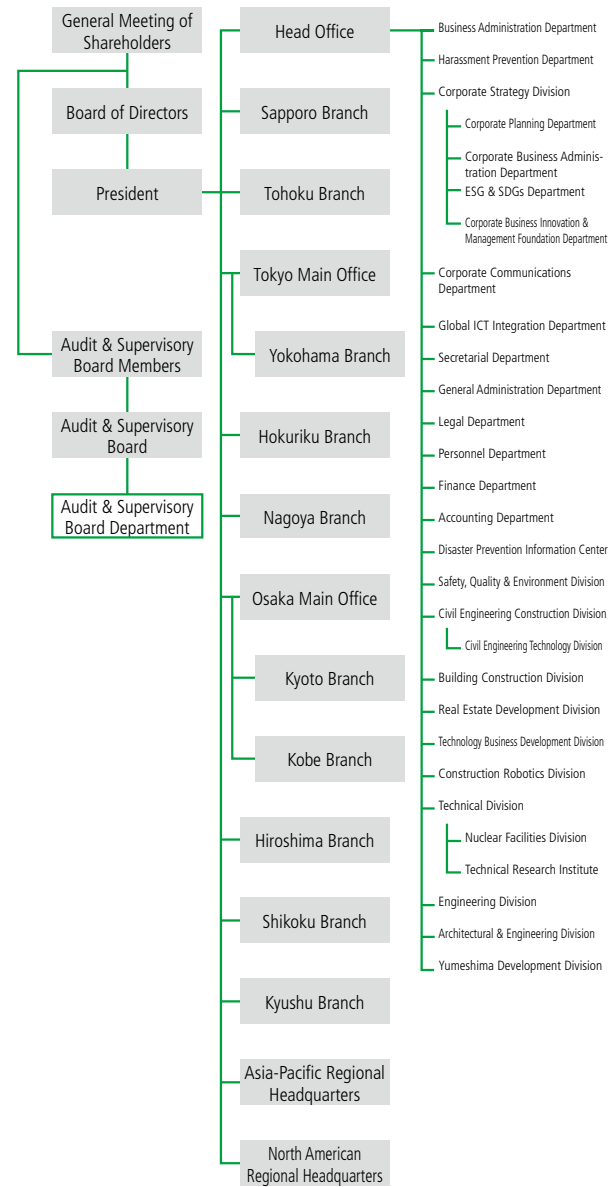 General Meeting of
Shareholders
Board of Directors
President
Audit & Supervisory
Board Members
Audit & Supervisory
Board
Audit & Supervisory
Board Department
Head Office
Sapporo Branch
Tohoku Branch
Tokyo Main Office
Yokohama Branch
Hokuriku Branch
Nagoya Branch
Osaka Main Office
Kyoto Branch
Kobe Branch
Hiroshima Branch
Shikoku Branch
Kyushu Branch
Asia-Pacific Regional
Headquarters
North American
Regional Headquarters
Business Administration Department
Harassment Prevention Department
Corporate Strategy Division
Corporate Planning Department
Corporate Business Adminis-
tration Department
ESG & SDGs Department
Corporate Business Innovation &
Management Foundation Department
Corporate Communications
Department
Global ICT Integration Department
Secretarial Department
General Administration Department
Legal Department
Personnel Department
Finance Department
Accounting Department
Disaster Prevention Information Center
Safety, Quality & Environment Division
Civil Engineering Construction Division
Civil Engineering Technology Division
Building Construction Division
Real Estate Development Division
Technology Business Development Division
Construction Robotics Division
Technical Division
Nuclear Facilities Division
Technical Research Institute
Engineering Division
Architectural & Engineering Division
Yumeshima Development Division